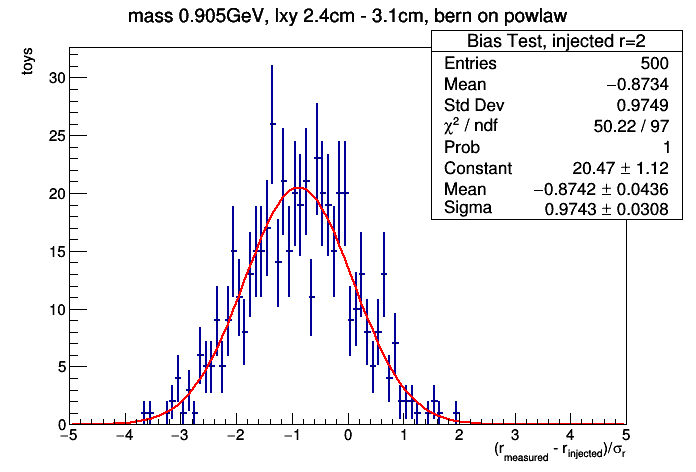 mass 0.905GeV, lxy 2.4cm - 3.1cm, bern on powlaw
Bias Test, injected r=2
Entries 500
Mean −0.8734
Std Dev 0.9749
χ² / ndf 50.22 / 97
Prob 1
Constant 20.47 ± 1.12
Mean −0.8742 ± 0.0436
Sigma 0.9743 ± 0.0308
toys
30
25
20
15
10
5
0
−5 −4 −3 −2 −1 0 1 2 3 4 5
(r_measured - r_injected)/σ_r